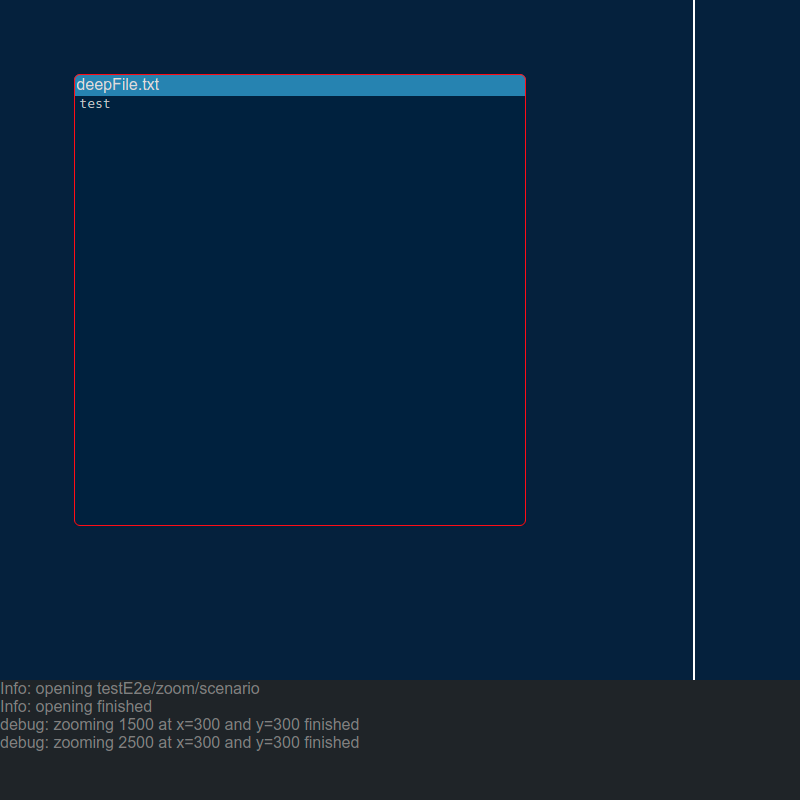 deepFile.txt
test
Info: opening testE2e/zoom/scenario
Info: opening finished
debug: zooming 1500 at x=300 and y=300 finished
debug: zooming 2500 at x=300 and y=300 finished